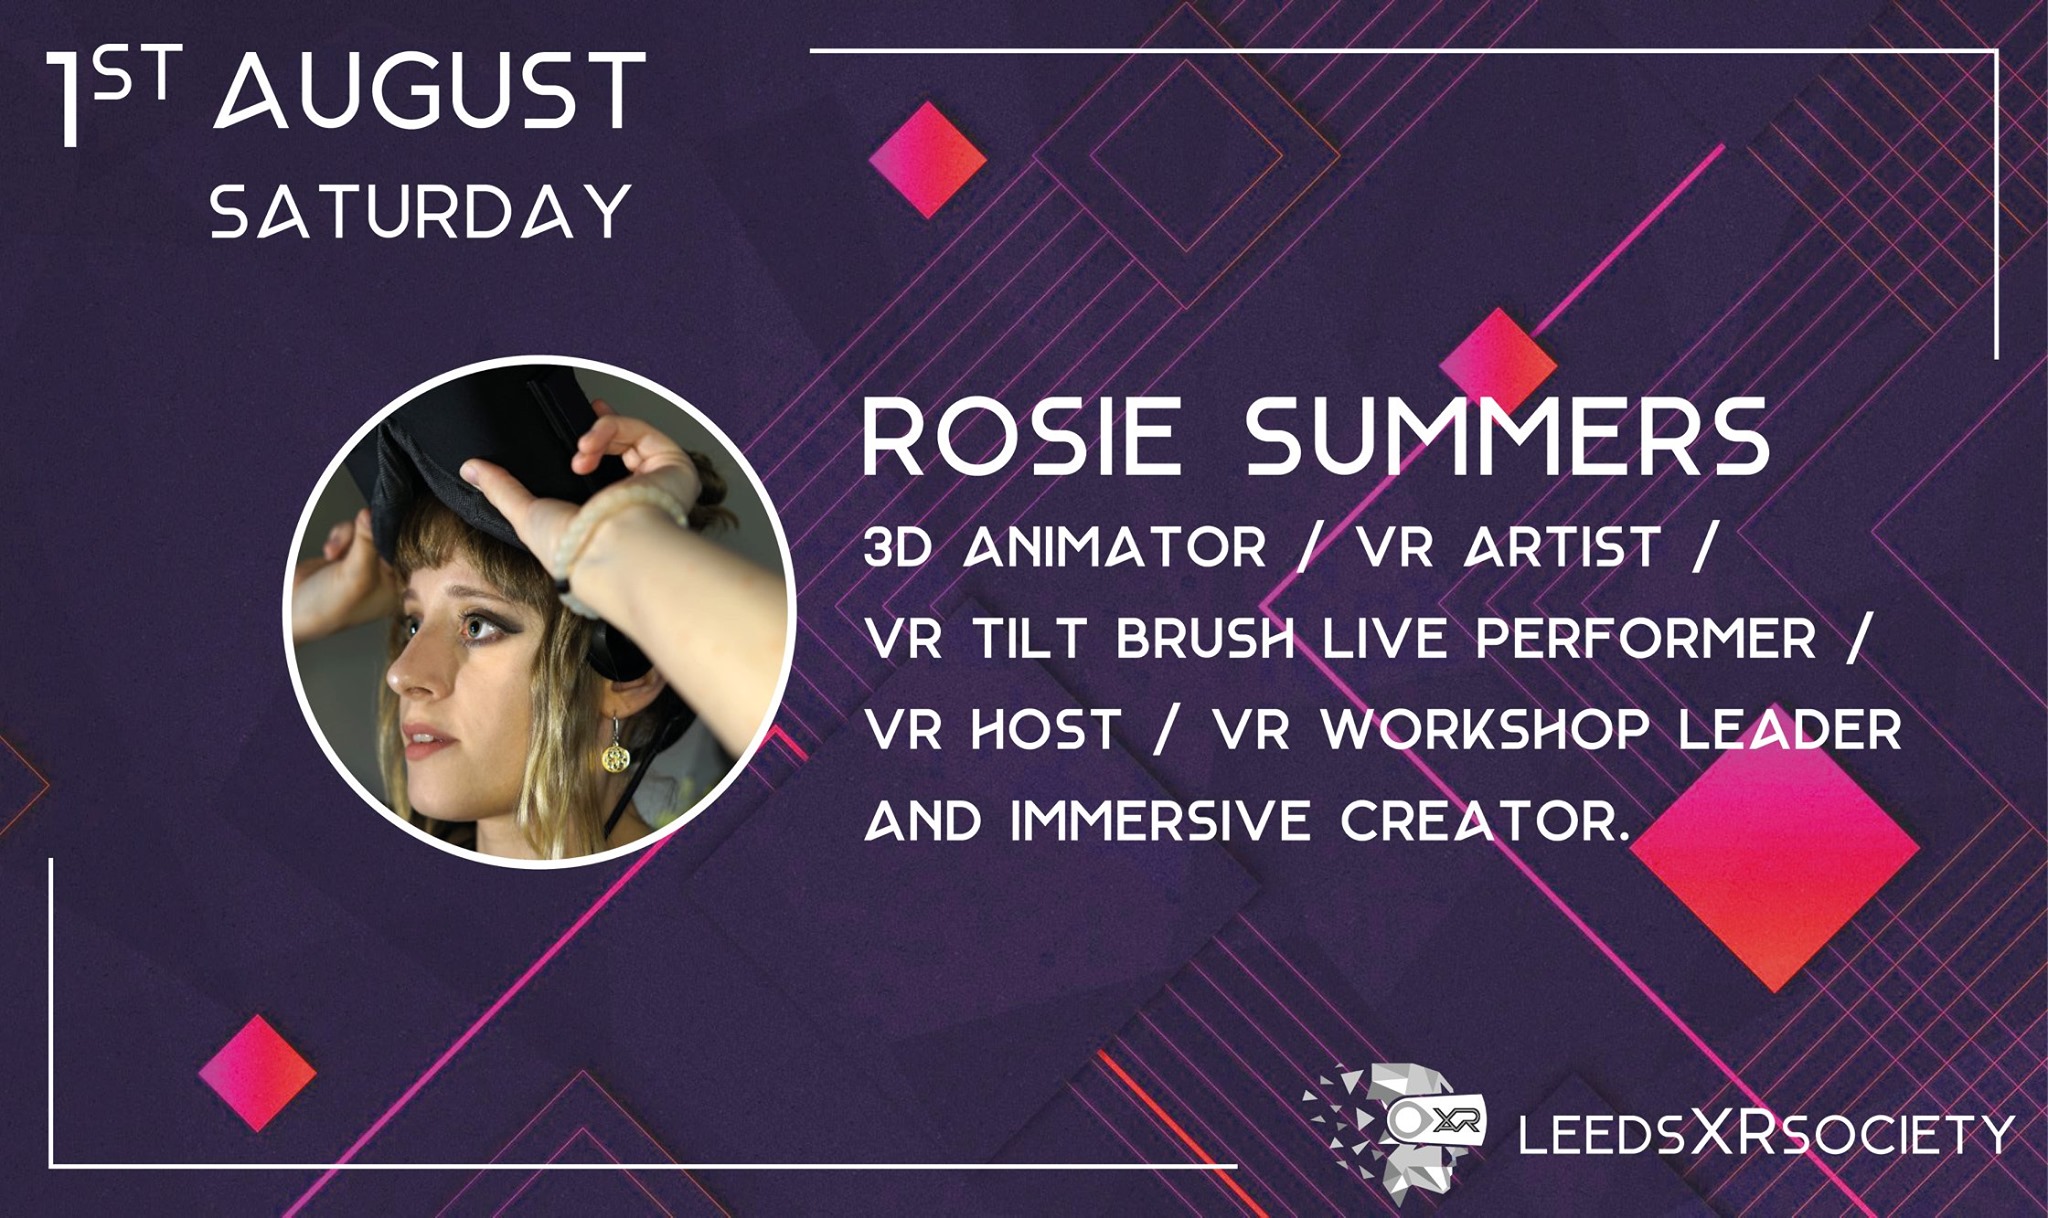 1ST AUGUST
SATURDAY
ROSIE SUMMERS
3D ANIMATOR / VR ARTIST /
VR TILT BRUSH LIVE PERFORMER /
VR HOST / VR WORKSHOP LEADER
AND IMMERSIVE CREATOR.
XR
LEEDSXRSOCIETY